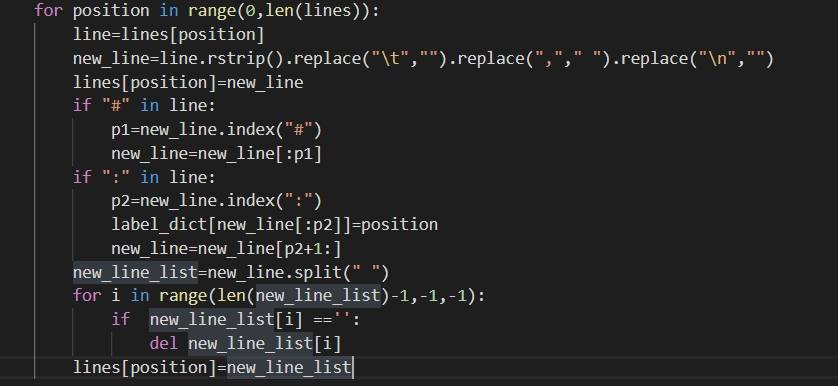 for position in range(0,len(lines)):
    line=lines[position]
    new_line=line.rstrip().replace("\t","").replace(","," ").replace("\n","")
    lines[position]=new_line
    if "#" in line:
        p1=new_line.index("#")
        new_line=new_line[:p1]
    if ":" in line:
        p2=new_line.index(":")
        label_dict[new_line[:p2]]=position
        new_line=new_line[p2+1:]
    new_line_list=new_line.split(" ")
    for i in range(len(new_line_list)-1,-1,-1):
        if  new_line_list[i] =='':
            del new_line_list[i]
    lines[position]=new_line_list